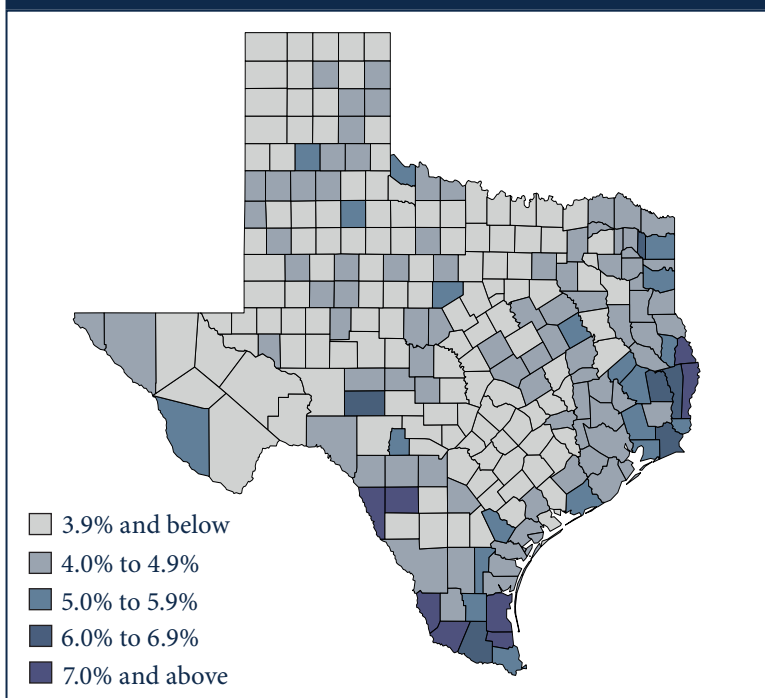 3.9% and below
4.0% to 4.9%
5.0% to 5.9%
6.0% to 6.9%
7.0% and above